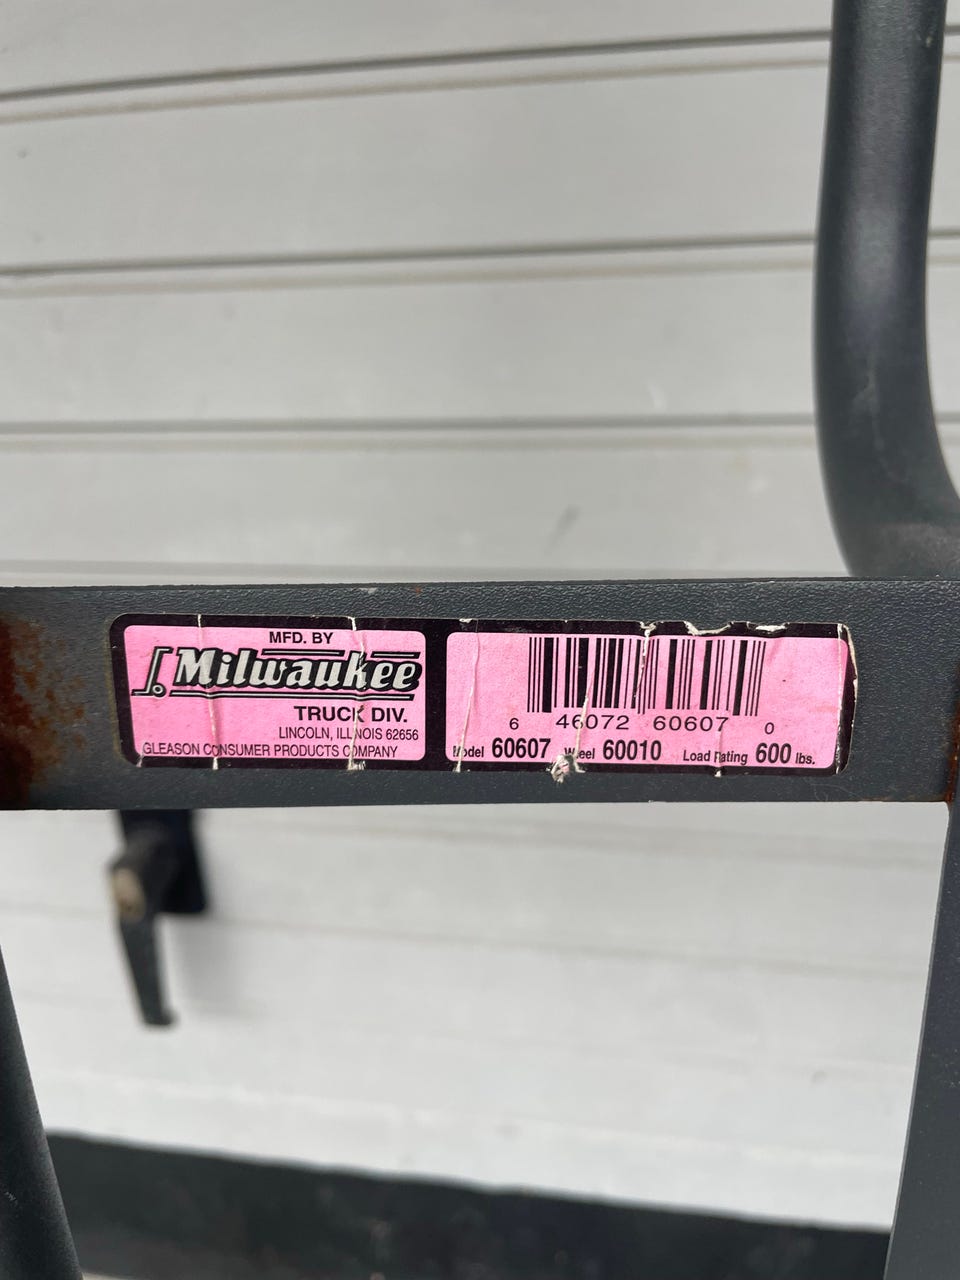 MFD. BY
Milwaukee
TRUCK DIV.
LINCOLN, ILLINOIS 62656
GLEASON CONSUMER PRODUCTS COMPANY
6 46072 60607 0
Model 60607 Wheel 60010 Load Rating 600 lbs.